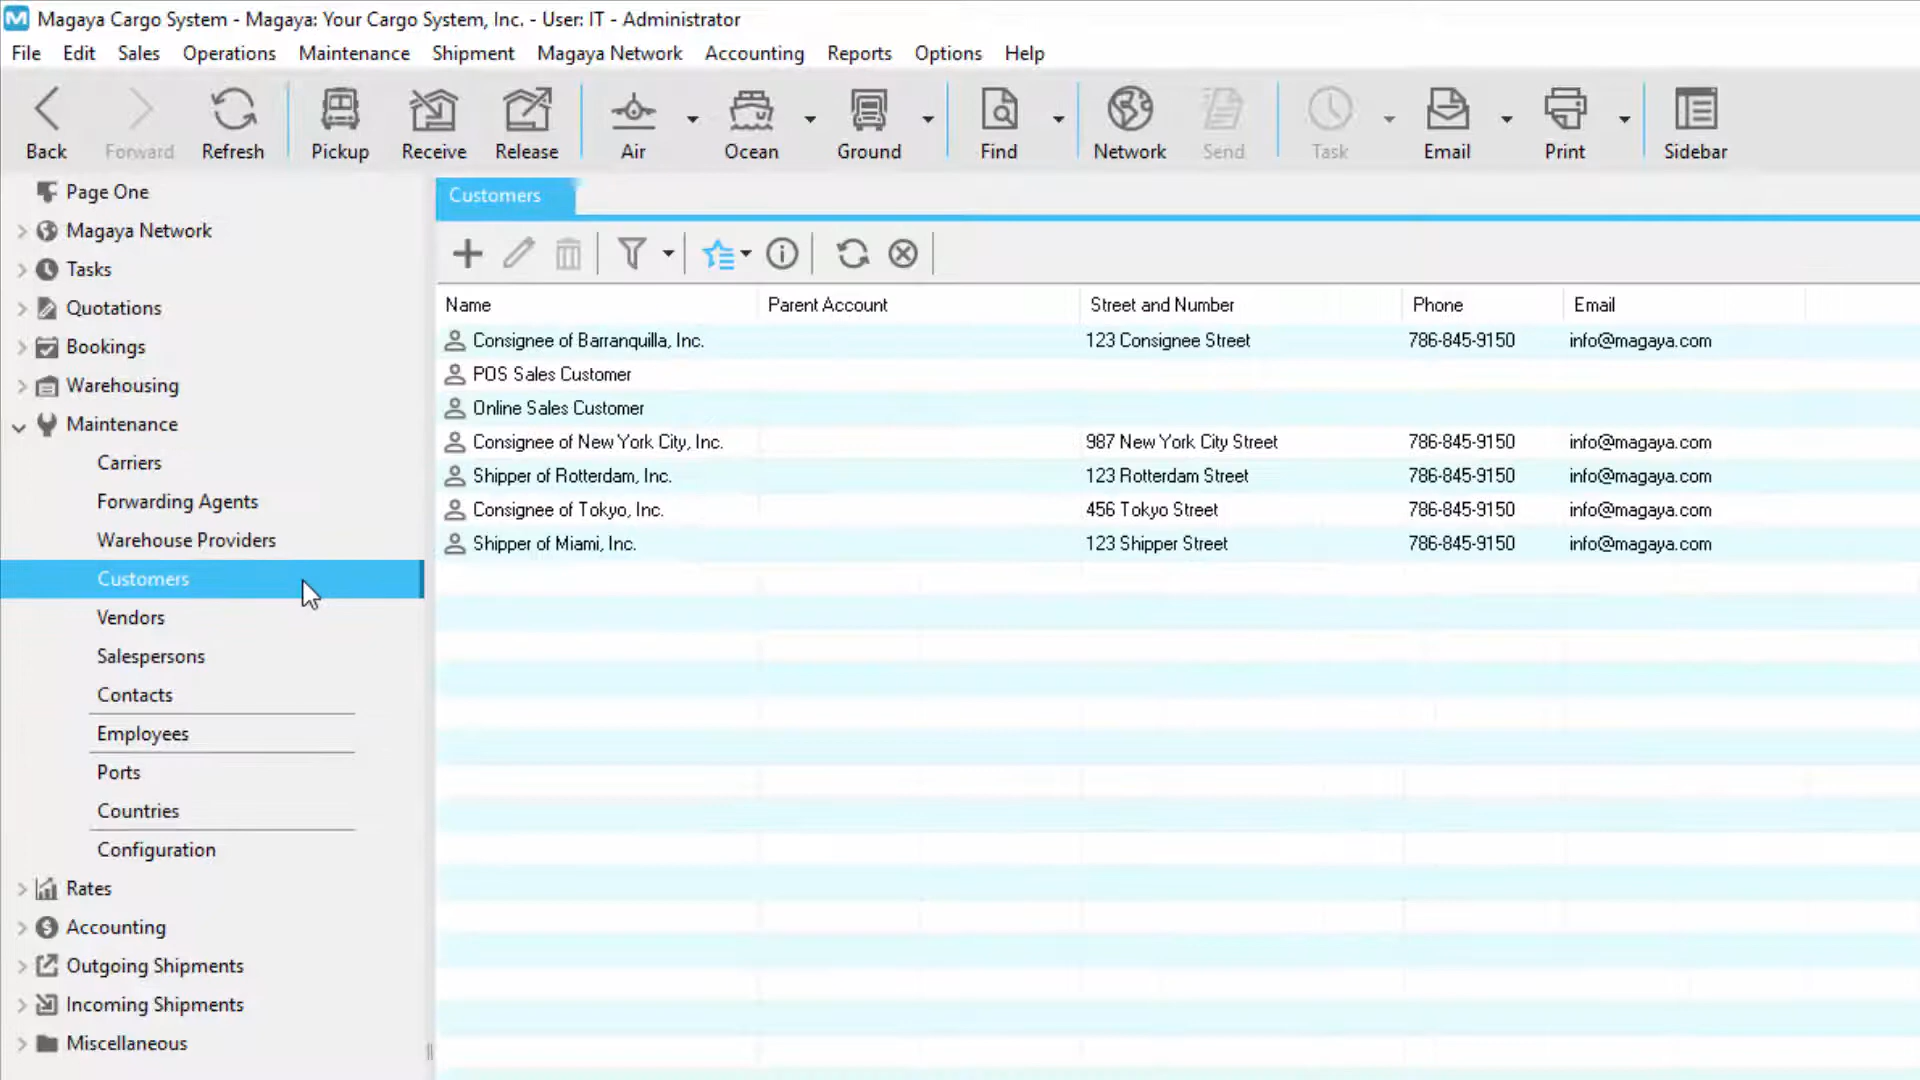 Magaya Cargo System - Magaya: Your Cargo System, Inc. - User: IT - Administrator
File Edit Sales Operations Maintenance Shipment Magaya Network Accounting Reports Options Help
Back Forward Refresh Pickup Receive Release Air Ocean Ground Find Network Send Task Email Print Sidebar
Page One
Magaya Network
Tasks
Quotations
Bookings
Warehousing
Maintenance
Carriers
Forwarding Agents
Warehouse Providers
Customers
Vendors
Salespersons
Contacts
Employees
Ports
Countries
Configuration
Rates
Accounting
Outgoing Shipments
Incoming Shipments
Miscellaneous
Customers
Name Parent Account Street and Number Phone Email
Consignee of Barranquilla, Inc. 123 Consignee Street 786-845-9150 info@magaya.com
POS Sales Customer
Online Sales Customer
Consignee of New York City, Inc. 987 New York City Street 786-845-9150 info@magaya.com
Shipper of Rotterdam, Inc. 123 Rotterdam Street 786-845-9150 info@magaya.com
Consignee of Tokyo, Inc. 456 Tokyo Street 786-845-9150 info@magaya.com
Shipper of Miami, Inc. 123 Shipper Street 786-845-9150 info@magaya.com